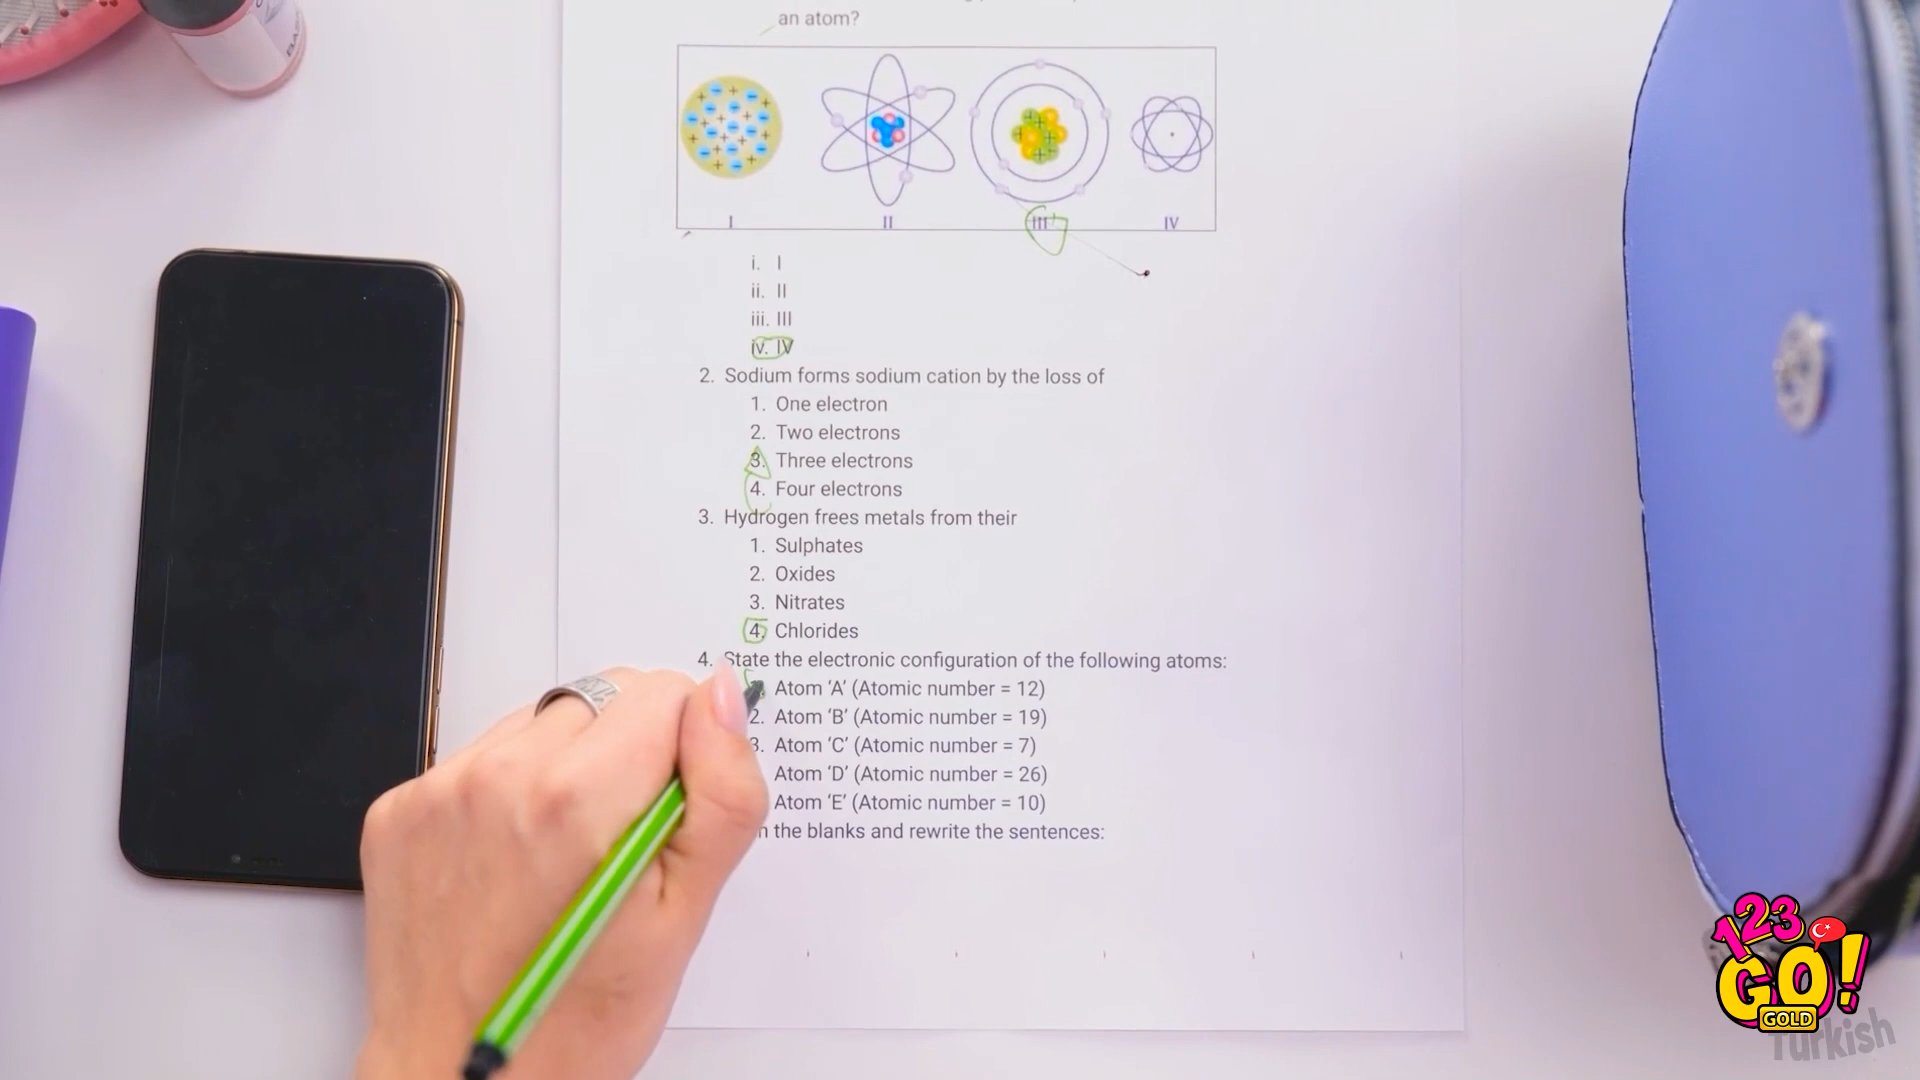 an atom?
I II III IV
i. I
ii. II
iii. III
iv. IV
2. Sodium forms sodium cation by the loss of
1. One electron
2. Two electrons
3. Three electrons
4. Four electrons
3. Hydrogen frees metals from their
1. Sulphates
2. Oxides
3. Nitrates
4. Chlorides
4. State the electronic configuration of the following atoms:
Atom ‘A’ (Atomic number = 12)
2. Atom ‘B’ (Atomic number = 19)
3. Atom ‘C’ (Atomic number = 7)
Atom ‘D’ (Atomic number = 26)
Atom ‘E’ (Atomic number = 10)
the blanks and rewrite the sentences:
123
GO!
GOLD
Turkish